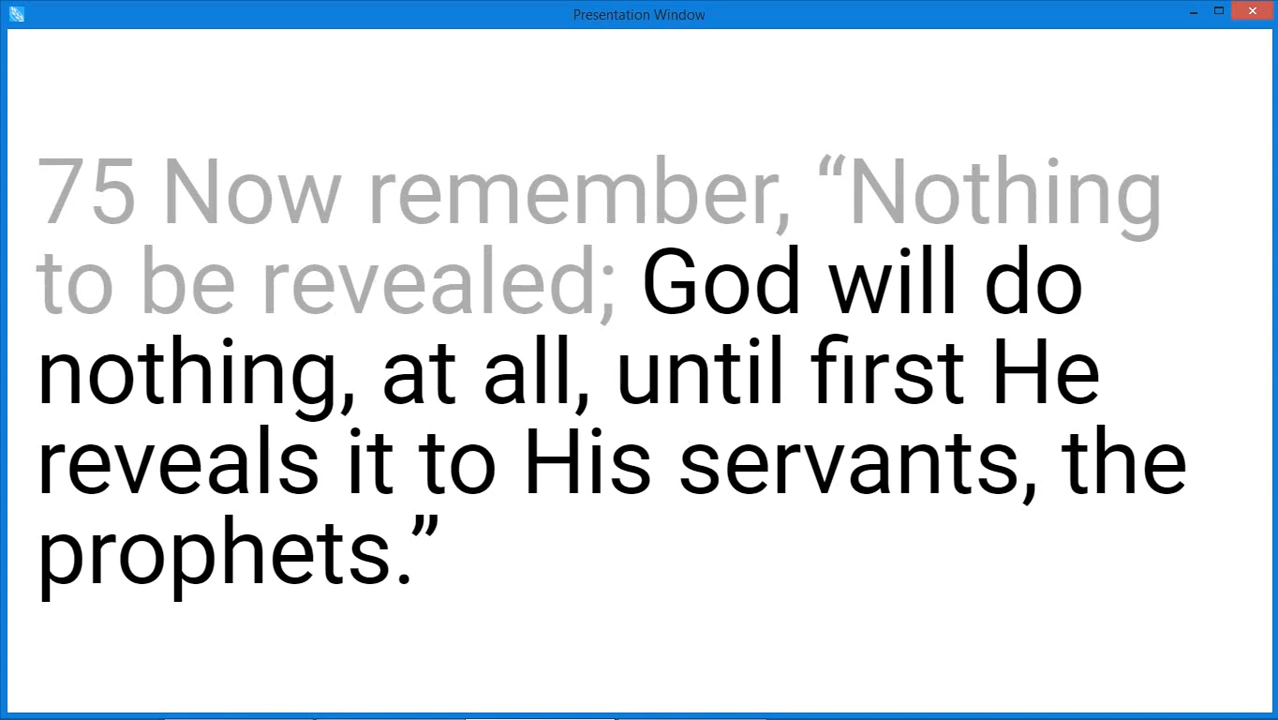 Presentation Window
75 Now remember, “Nothing
to be revealed; God will do
nothing, at all, until first He
reveals it to His servants, the
prophets.”